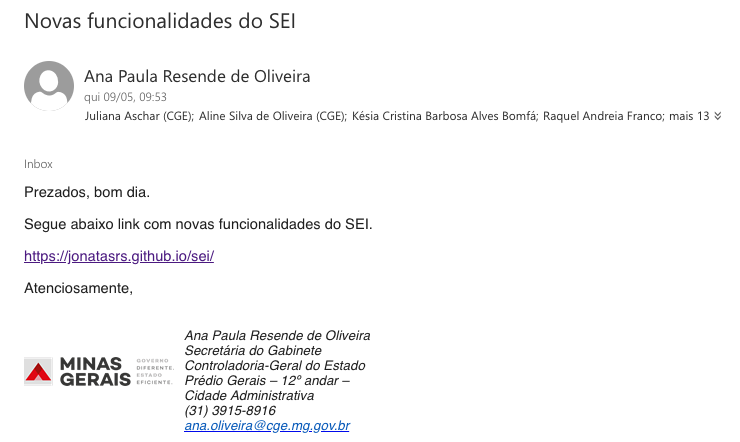 Novas funcionalidades do SEI
Ana Paula Resende de Oliveira
qui 09/05, 09:53
Juliana Aschar (CGE); Aline Silva de Oliveira (CGE); Késia Cristina Barbosa Alves Bomfá; Raquel Andreia Franco; mais 13
Inbox
Prezados, bom dia.
Segue abaixo link com novas funcionalidades do SEI.
https://jonatasrs.github.io/sei/
Atenciosamente,
MINAS
GERAIS
GOVERNO
DIFERENTE.
ESTADO
EFICIENTE.
Ana Paula Resende de Oliveira
Secretária do Gabinete
Controladoria-Geral do Estado
Prédio Gerais – 12º andar –
Cidade Administrativa
(31) 3915-8916
ana.oliveira@cge.mg.gov.br